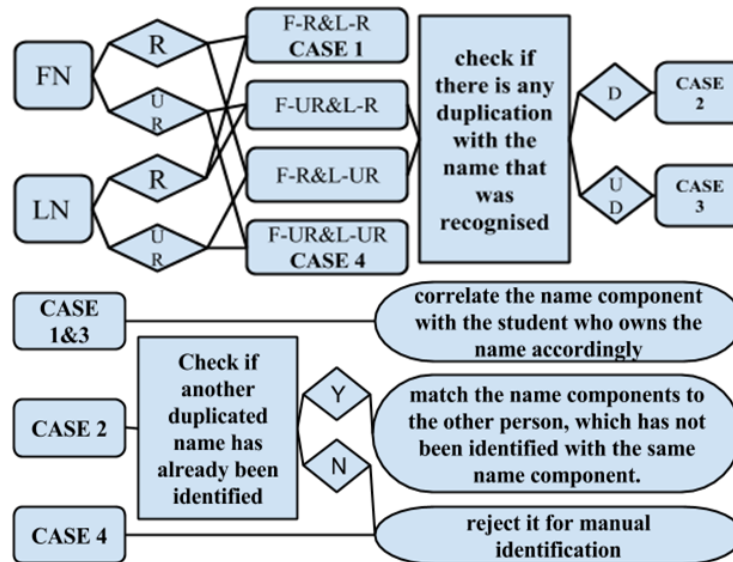 FN
R
U
R
LN
R
U
R
F-R&L-R
CASE 1
F-UR&L-R
F-R&L-UR
F-UR&L-UR
CASE 4
check if
there is any
duplication
with the
name that
was
recognised
D
CASE
2
U
D
CASE
3
CASE
1&3
correlate the name component
with the student who owns the
name accordingly
CASE 2
Check if
another
duplicated
name has
already been
identified
Y
N
match the name components to
the other person, which has not
been identified with the same
name component.
CASE 4
reject it for manual
identification